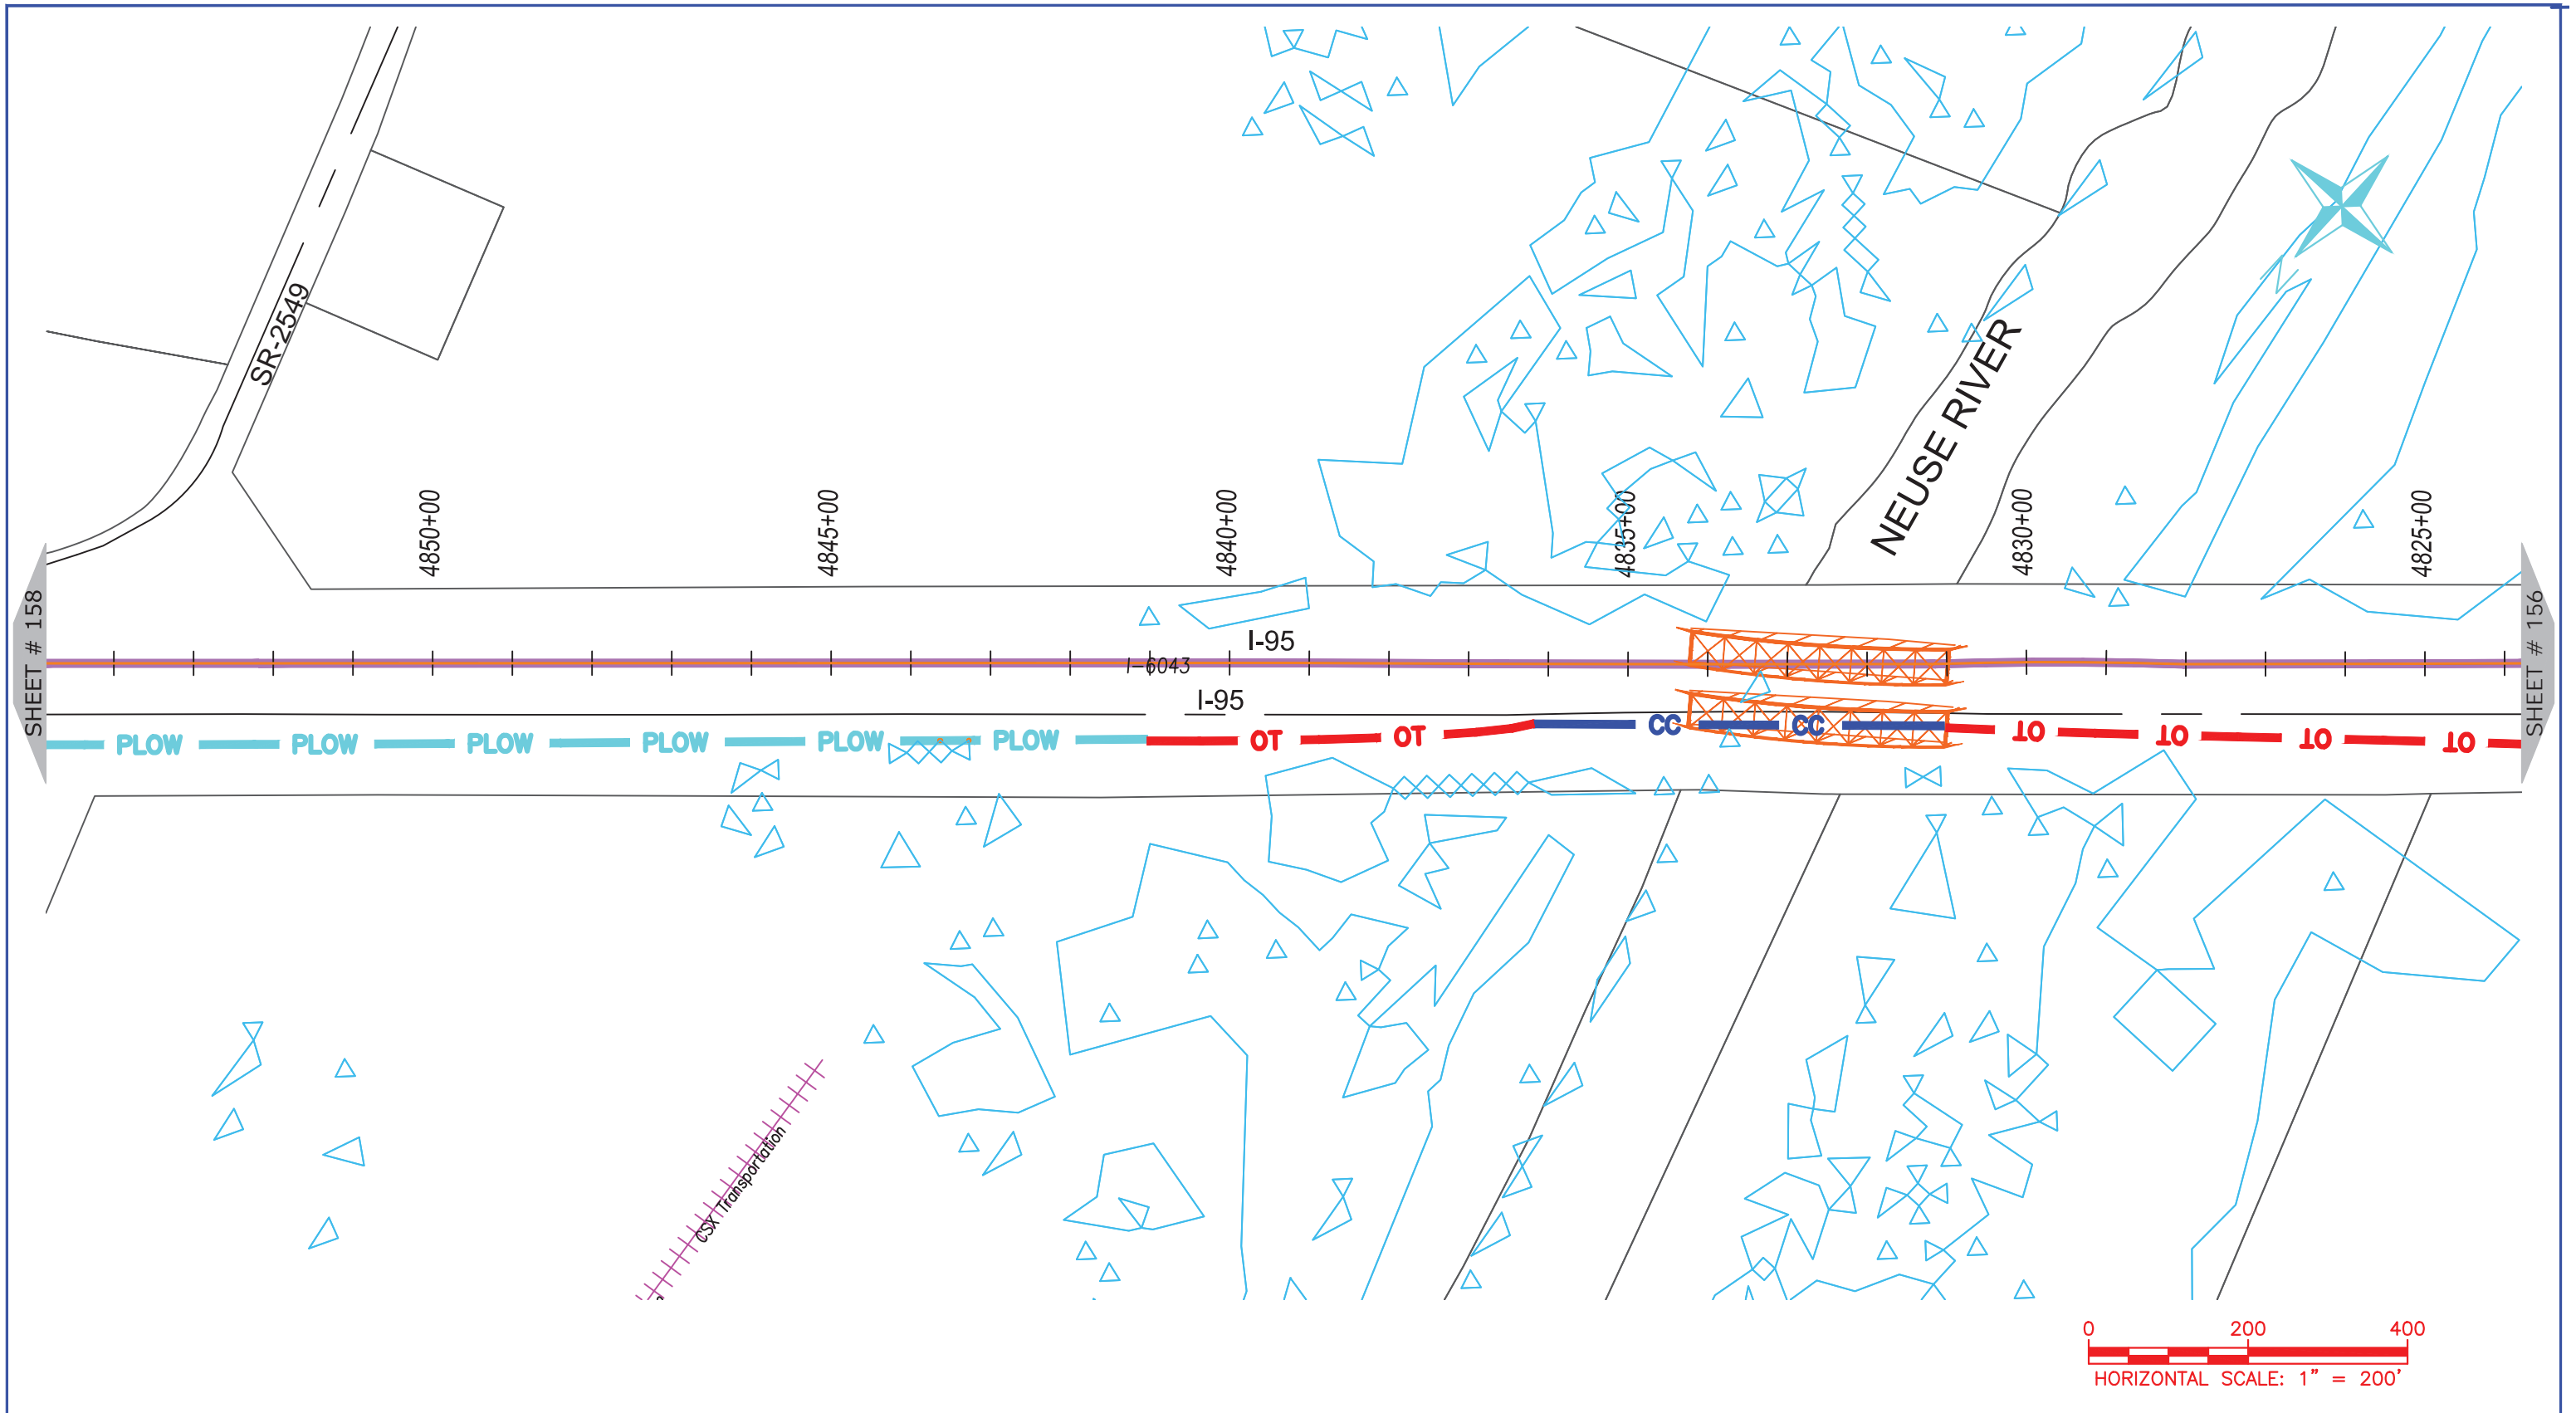 SR-2549
NEUSE RIVER
4850+00
4845+00
4840+00
4835+00
4830+00
4825+00
SHEET # 158
SHEET # 156
I-95
I-6043
I-95
PLOW PLOW PLOW PLOW PLOW PLOW OT OT CC CC OT OT OT OT
CSX Transportation
0 200 400
HORIZONTAL SCALE: 1" = 200'